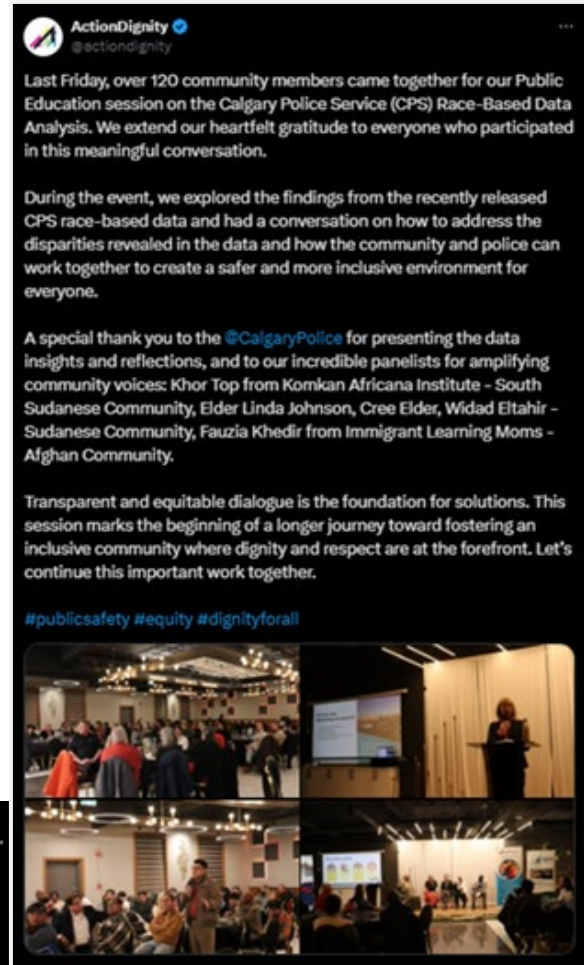 ActionDignity
@actiondignity
Last Friday, over 120 community members came together for our Public
Education session on the Calgary Police Service (CPS) Race-Based Data
Analysis. We extend our heartfelt gratitude to everyone who participated
in this meaningful conversation.
During the event, we explored the findings from the recently released
CPS race-based data and had a conversation on how to address the
disparities revealed in the data and how the community and police can
work together to create a safer and more inclusive environment for
everyone.
A special thank you to the @CalgaryPolice for presenting the data
insights and reflections, and to our incredible panelists for amplifying
community voices: Khor Top from Komkan Africana Institute - South
Sudanese Community, Elder Linda Johnson, Cree Elder, Widad Eltahir -
Sudanese Community, Fauzia Khedir from Immigrant Learning Moms -
Afghan Community.
Transparent and equitable dialogue is the foundation for solutions. This
session marks the beginning of a longer journey toward fostering an
inclusive community where dignity and respect are at the forefront. Let's
continue this important work together.
#publicsafety #equity #dignityforall